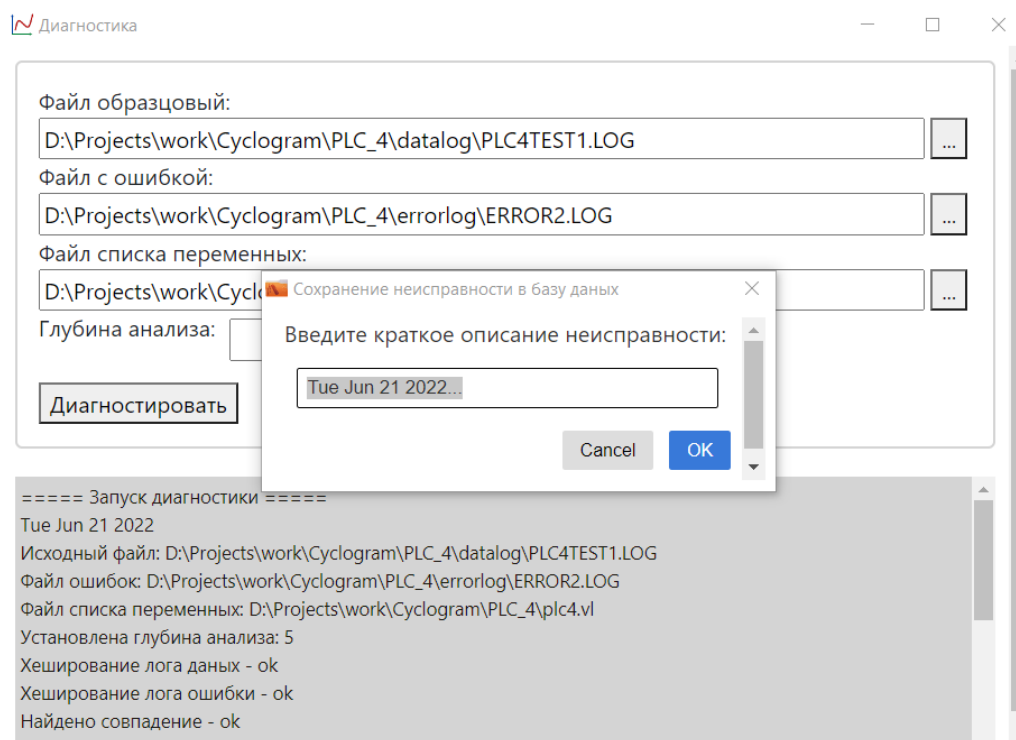 Диагностика
Файл образцовый:
D:\Projects\work\Cyclogram\PLC_4\datalog\PLC4TEST1.LOG
...
Файл с ошибкой:
D:\Projects\work\Cyclogram\PLC_4\errorlog\ERROR2.LOG
...
Файл списка переменных:
D:\Projects\work\Cyclo
...
Глубина анализа:
Диагностировать
Сохранение неисправности в базу даных
Введите краткое описание неисправности:
Tue Jun 21 2022...
Cancel
OK
===== Запуск диагностики =====
Tue Jun 21 2022
Исходный файл: D:\Projects\work\Cyclogram\PLC_4\datalog\PLC4TEST1.LOG
Файл ошибок: D:\Projects\work\Cyclogram\PLC_4\errorlog\ERROR2.LOG
Файл списка переменных: D:\Projects\work\Cyclogram\PLC_4\plc4.vl
Установлена глубина анализа: 5
Хеширование лога даных - ok
Хеширование лога ошибки - ok
Найдено совпадение - ok